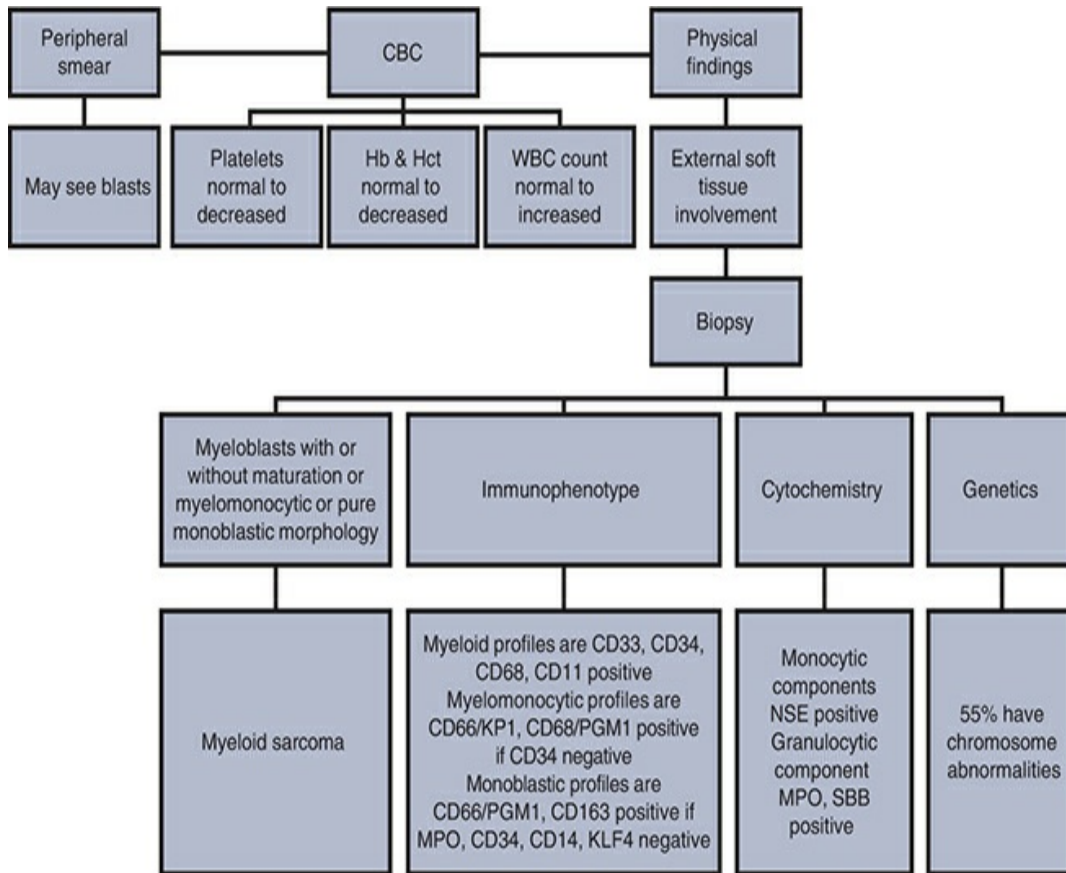 Peripheral
smear
CBC
Physical
findings
May see blasts
Platelets
normal to
decreased
Hb & Hct
normal to
decreased
WBC count
normal to
increased
External soft
tissue
involvement
Biopsy
Myeloblasts with or
without maturation or
myelomonocytic or pure
monoblastic morphology
Immunophenotype
Cytochemistry
Genetics
Myeloid sarcoma
Myeloid profiles are CD33, CD34,
CD68, CD11 positive
Myelomonocytic profiles are
CD66/KP1, CD68/PGM1 positive
if CD34 negative
Monoblastic profiles are
CD66/PGM1, CD163 positive if
MPO, CD34, CD14, KLF4 negative
Monocytic
components
NSE positive
Granulocytic
component
MPO, SBB
positive
55% have
chromosome
abnormalities